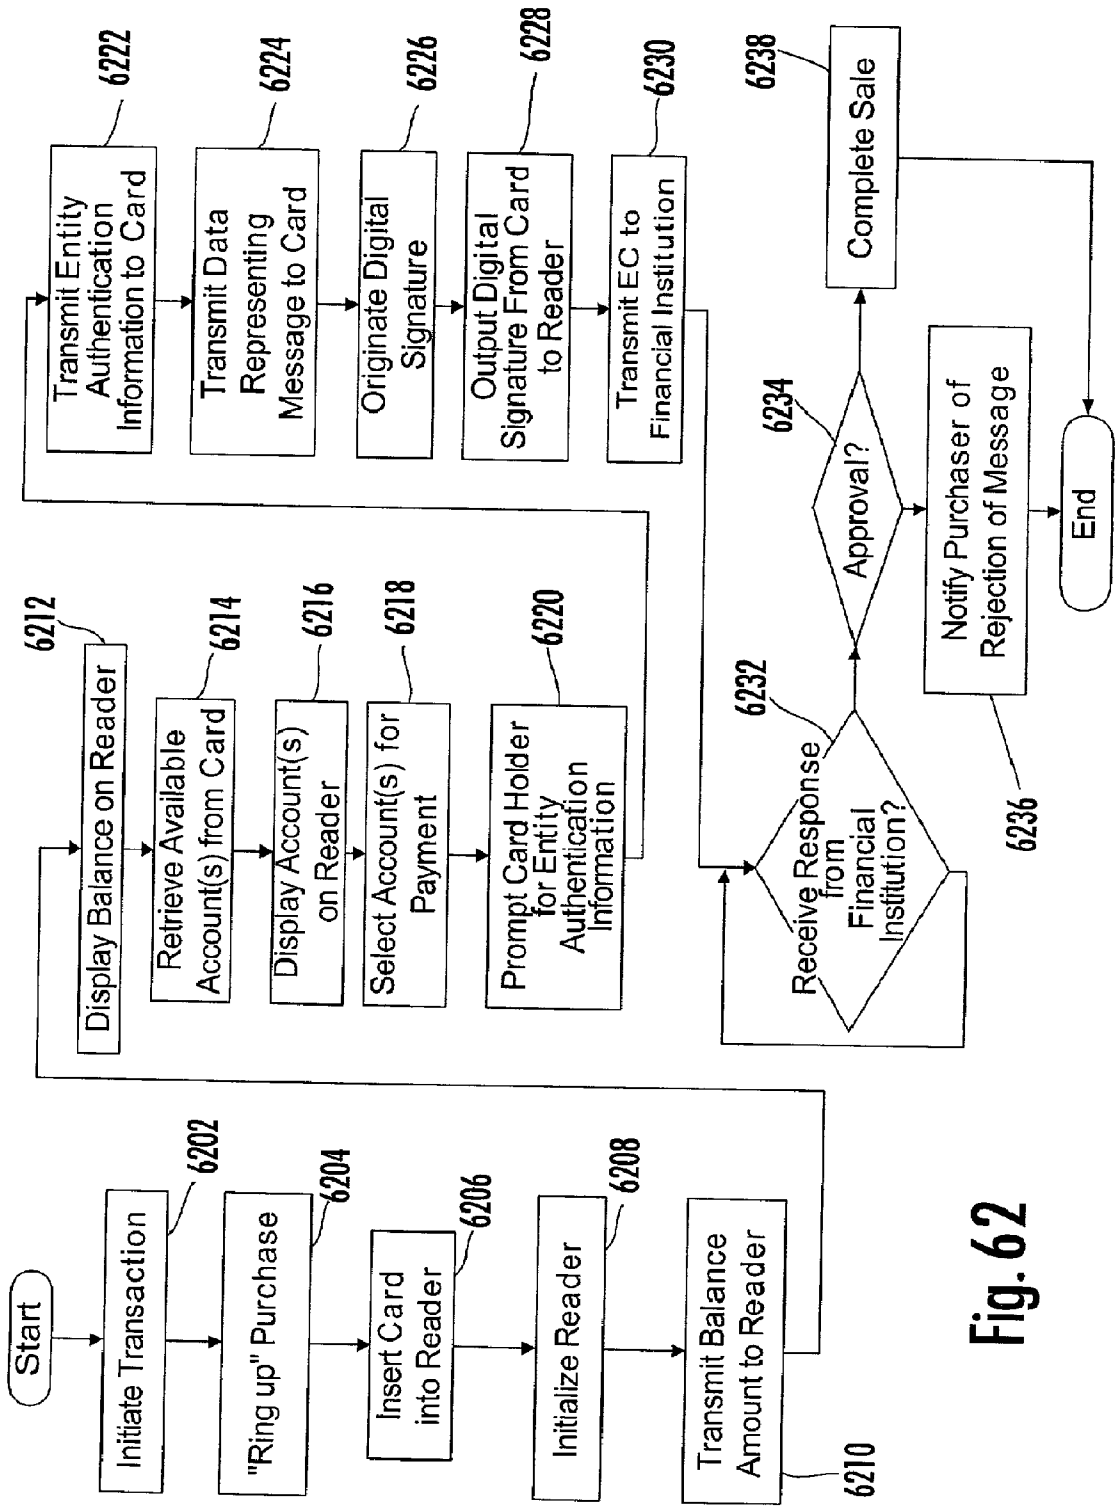 Start
Initiate Transaction
6202
"Ring up" Purchase
6204
Insert Card
into Reader
6206
Initialize Reader
6208
Transmit Balance
Amount to Reader
6210
Display Balance on Reader
6212
Retrieve Available
Account(s) from Card
6214
Display Account(s)
on Reader
6216
Select Account(s) for
Payment
6218
Prompt Card Holder
for Entity
Authentication
Information
6220
Transmit Entity
Authentication
Information to Card
6222
Transmit Data
Representing
Message to Card
6224
Originate Digital
Signature
6226
Output Digital
Signature From Card
to Reader
6228
Transmit EC to
Financial Institution
6230
Receive Response
from
Financial
Institution?
6232
Approval?
6234
Notify Purchaser of
Rejection of Message
6236
Complete Sale
6238
End
Fig. 62